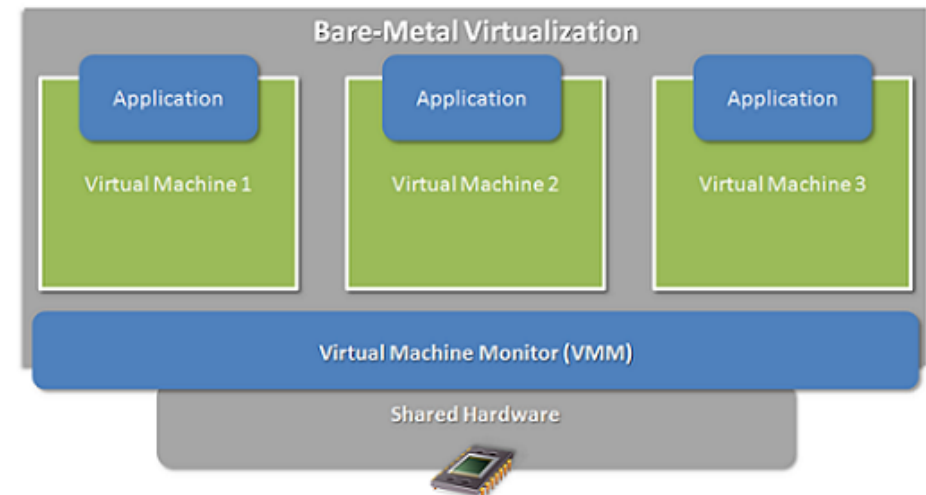 Bare-Metal Virtualization
Application
Application
Application
Virtual Machine 1
Virtual Machine 2
Virtual Machine 3
Virtual Machine Monitor (VMM)
Shared Hardware